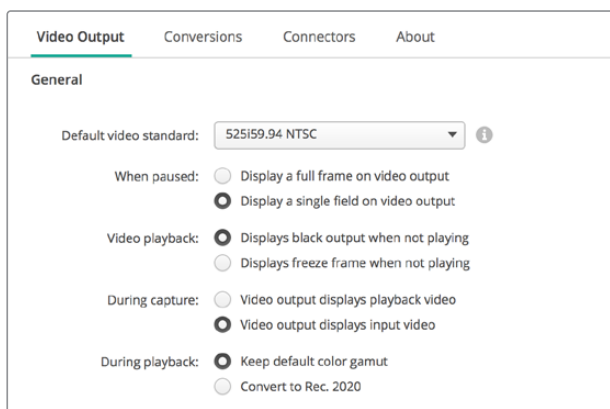 Video Output Conversions Connectors About
General
Default video standard: 525i59.94 NTSC
When paused: Display a full frame on video output
Display a single field on video output
Video playback: Displays black output when not playing
Displays freeze frame when not playing
During capture: Video output displays playback video
Video output displays input video
During playback: Keep default color gamut
Convert to Rec. 2020